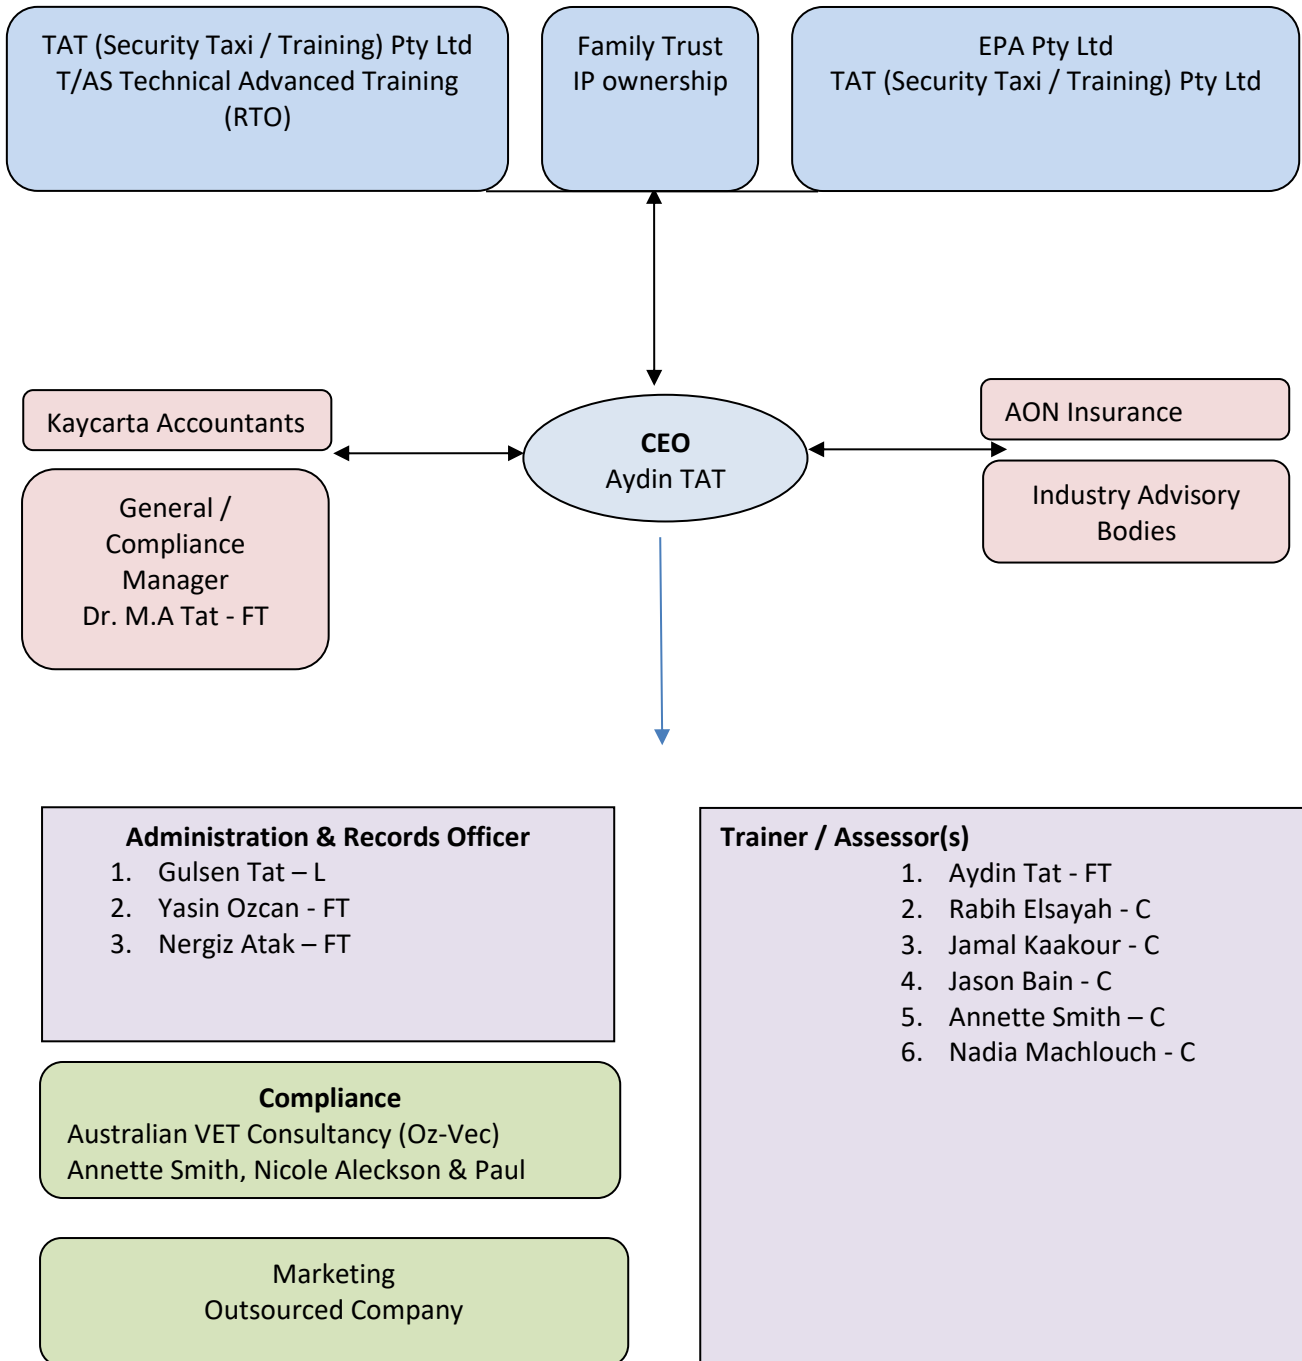 TAT (Security Taxi / Training) Pty Ltd
T/AS Technical Advanced Training
(RTO)
Family Trust
IP ownership
EPA Pty Ltd
TAT (Security Taxi / Training) Pty Ltd
Kaycarta Accountants
General /
Compliance
Manager
Dr. M.A Tat - FT
CEO
Aydin TAT
AON Insurance
Industry Advisory
Bodies
Administration & Records Officer
1. Gulsen Tat – L
2. Yasin Ozcan - FT
3. Nergiz Atak – FT
Trainer / Assessor(s)
1. Aydin Tat - FT
2. Rabih Elsayah - C
3. Jamal Kaakour - C
4. Jason Bain - C
5. Annette Smith – C
6. Nadia Machlouch - C
Compliance
Australian VET Consultancy (Oz-Vec)
Annette Smith, Nicole Aleckson & Paul
Marketing
Outsourced Company